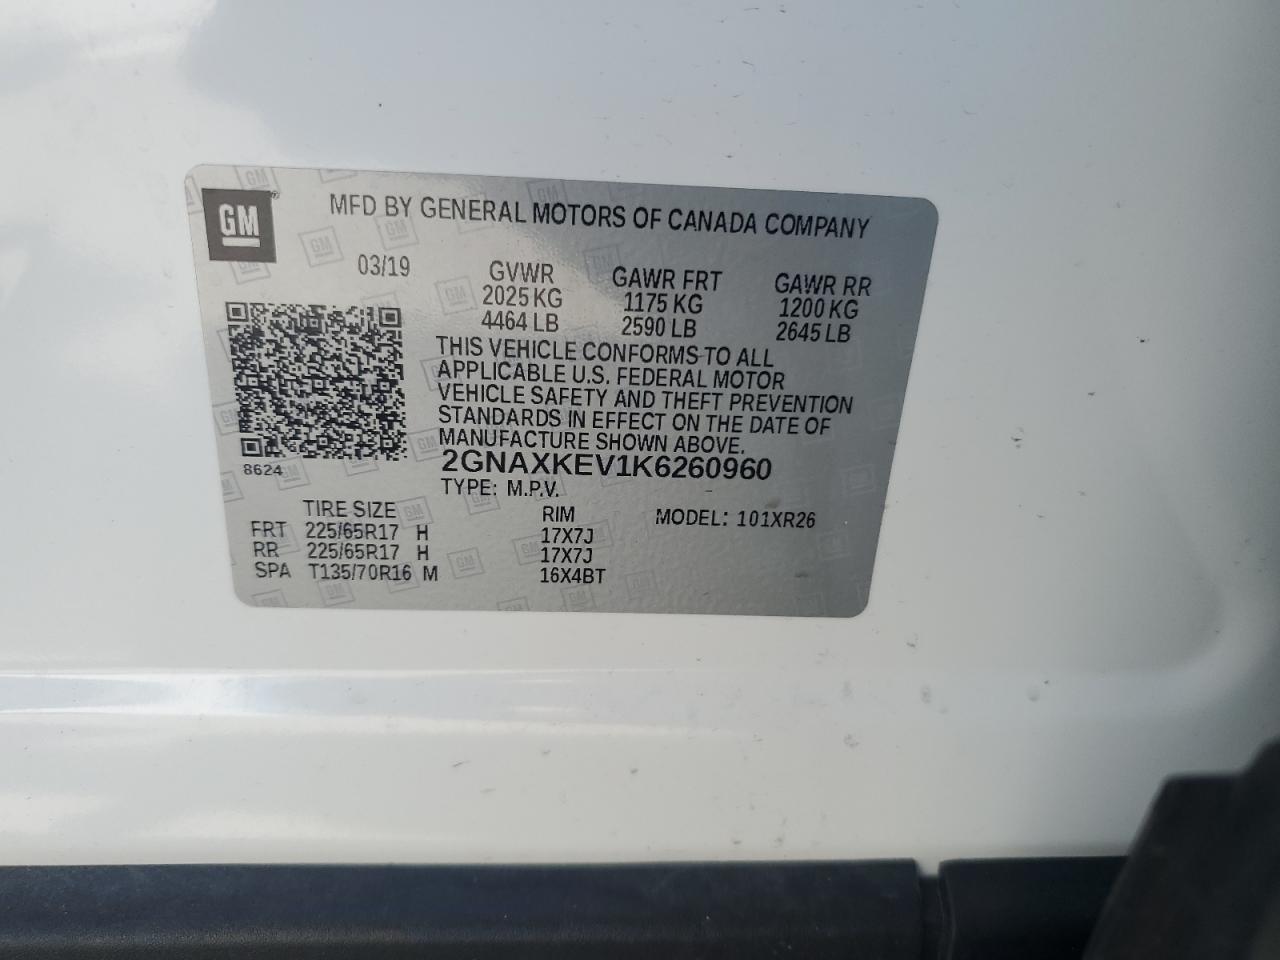 GM
MFD BY GENERAL MOTORS OF CANADA COMPANY
03/19
GVWR GAWR FRT GAWR RR
2025 KG 1175 KG 1200 KG
4464 LB 2590 LB 2645 LB
THIS VEHICLE CONFORMS TO ALL
APPLICABLE U.S. FEDERAL MOTOR
VEHICLE SAFETY AND THEFT PREVENTION
STANDARDS IN EFFECT ON THE DATE OF
MANUFACTURE SHOWN ABOVE.
8624
2GNAXKEV1K6260960
TYPE: M.P.V.
TIRE SIZE RIM MODEL: 101XR26
FRT 225/65R17 H 17X7J
RR 225/65R17 H 17X7J
SPA T135/70R16 M 16X4BT